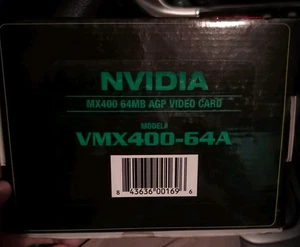 NVIDIA
MX400 64MB AGP VIDEO CARD
MODEL#
VMX400-64A
8 43636 00169 6